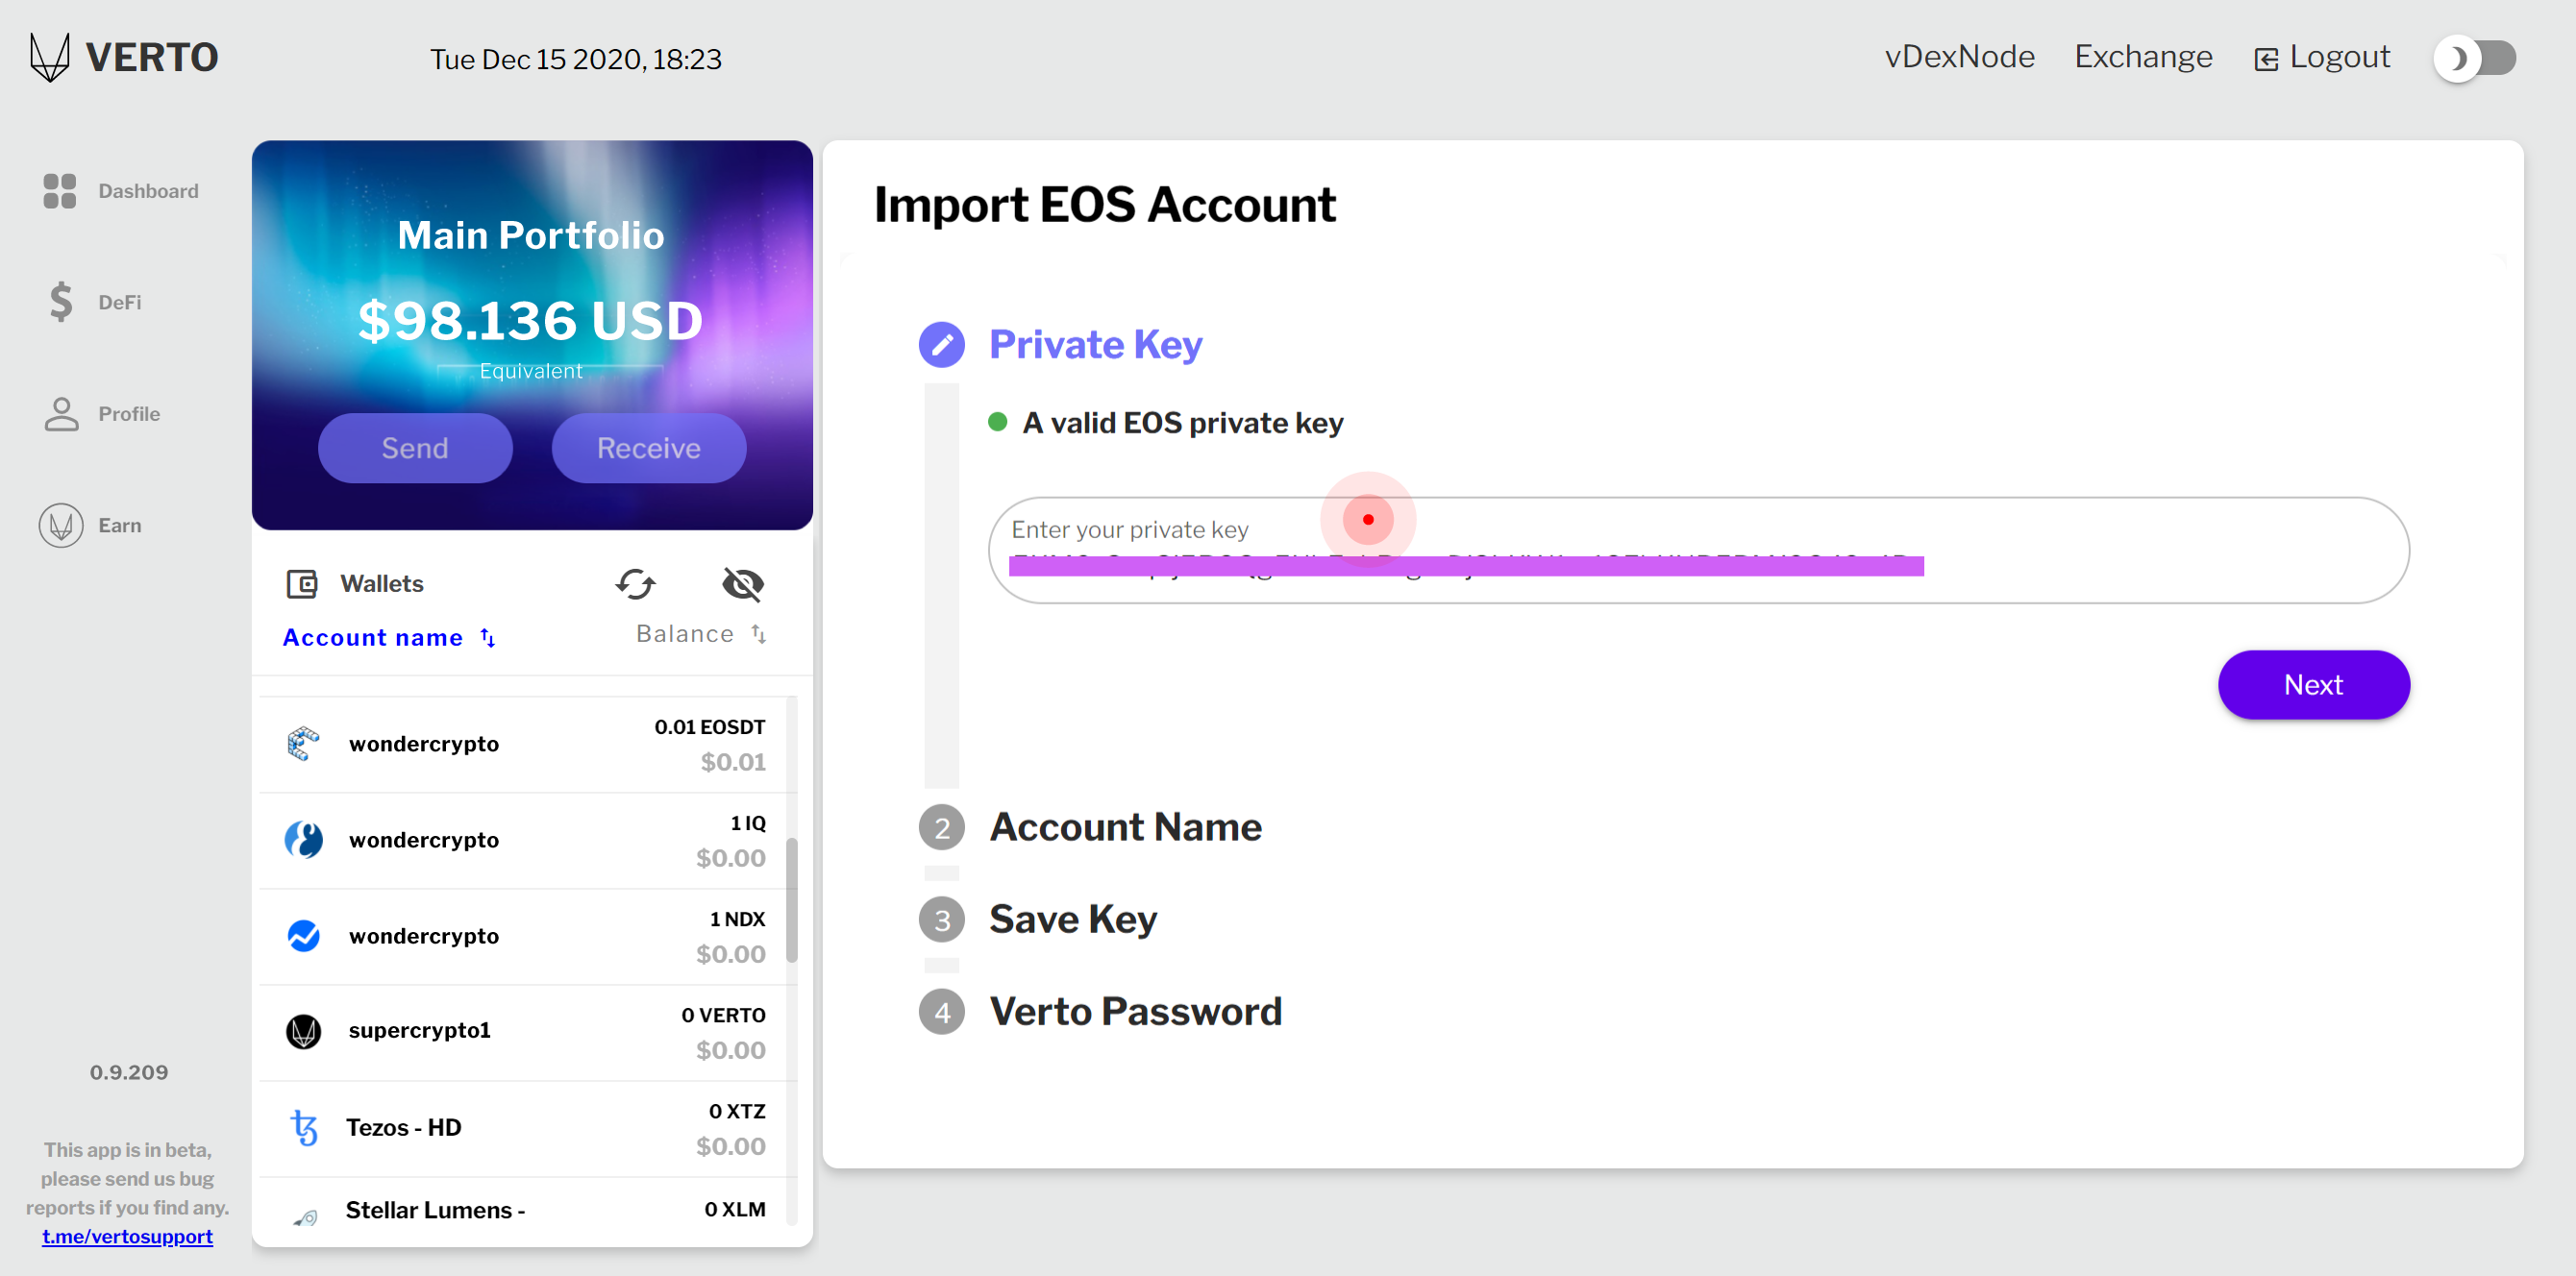 VERTO
Tue Dec 15 2020, 18:23
vDexNode
Exchange
Logout
Dashboard
DeFi
Profile
Earn
0.9.209
This app is in beta,
please send us bug
reports if you find any.
t.me/vertosupport
Main Portfolio
$98.136 USD
Equivalent
Send
Receive
Wallets
Account name
Balance
wondercrypto
0.01 EOSDT
$0.01
wondercrypto
1 IQ
$0.00
wondercrypto
1 NDX
$0.00
supercrypto1
0 VERTO
$0.00
Tezos - HD
0 XTZ
$0.00
Stellar Lumens -
0 XLM
Import EOS Account
Private Key
A valid EOS private key
Enter your private key
Next
2 Account Name
3 Save Key
4 Verto Password